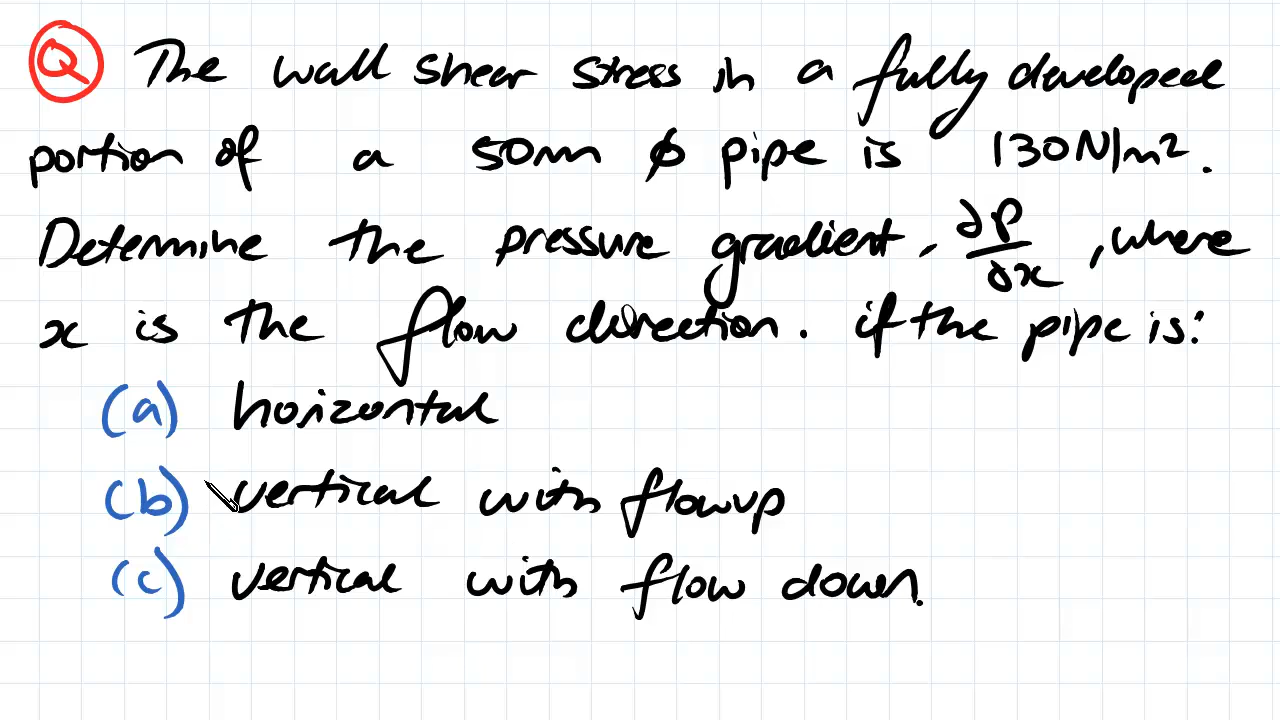 Q The wall shear stress in a fully developed
portion of a 50mm ϕ pipe is 130N/m2.
Determine the pressure gradient, ∂P/∂x, where
x is the flow direction. if the pipe is:
(a) horizontal
(b) vertical with flow up
(c) vertical with flow down.